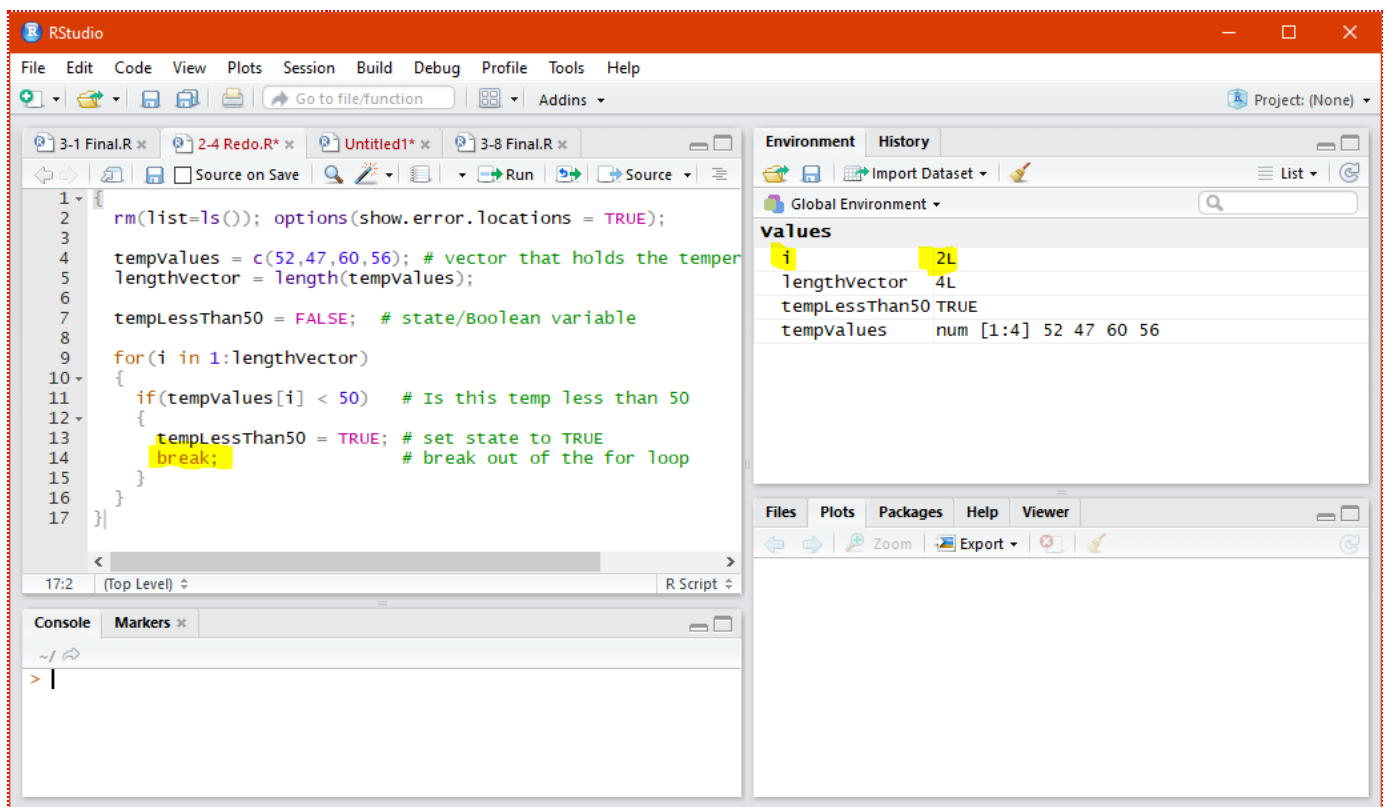 RStudio
File Edit Code View Plots Session Build Debug Profile Tools Help
Go to file/function Addins Project: (None)
3-1 Final.R 2-4 Redo.R* Untitled1* 3-8 Final.R
Source on Save Run Source
1 {
2 rm(list=ls()); options(show.error.locations = TRUE);
3
4 tempValues = c(52,47,60,56); # vector that holds the temper
5 lengthVector = length(tempValues);
6
7 tempLessThan50 = FALSE; # state/Boolean variable
8
9 for(i in 1:lengthVector)
10 {
11 if(tempValues[i] < 50) # Is this temp less than 50
12 {
13 tempLessThan50 = TRUE; # set state to TRUE
14 break; # break out of the for loop
15 }
16 }
17 }
17:2 (Top Level) R Script
Console Markers
~/
>
Environment History
Import Dataset List
Global Environment
Values
i 2L
lengthVector 4L
tempLessThan50 TRUE
tempValues num [1:4] 52 47 60 56
Files Plots Packages Help Viewer
Zoom Export